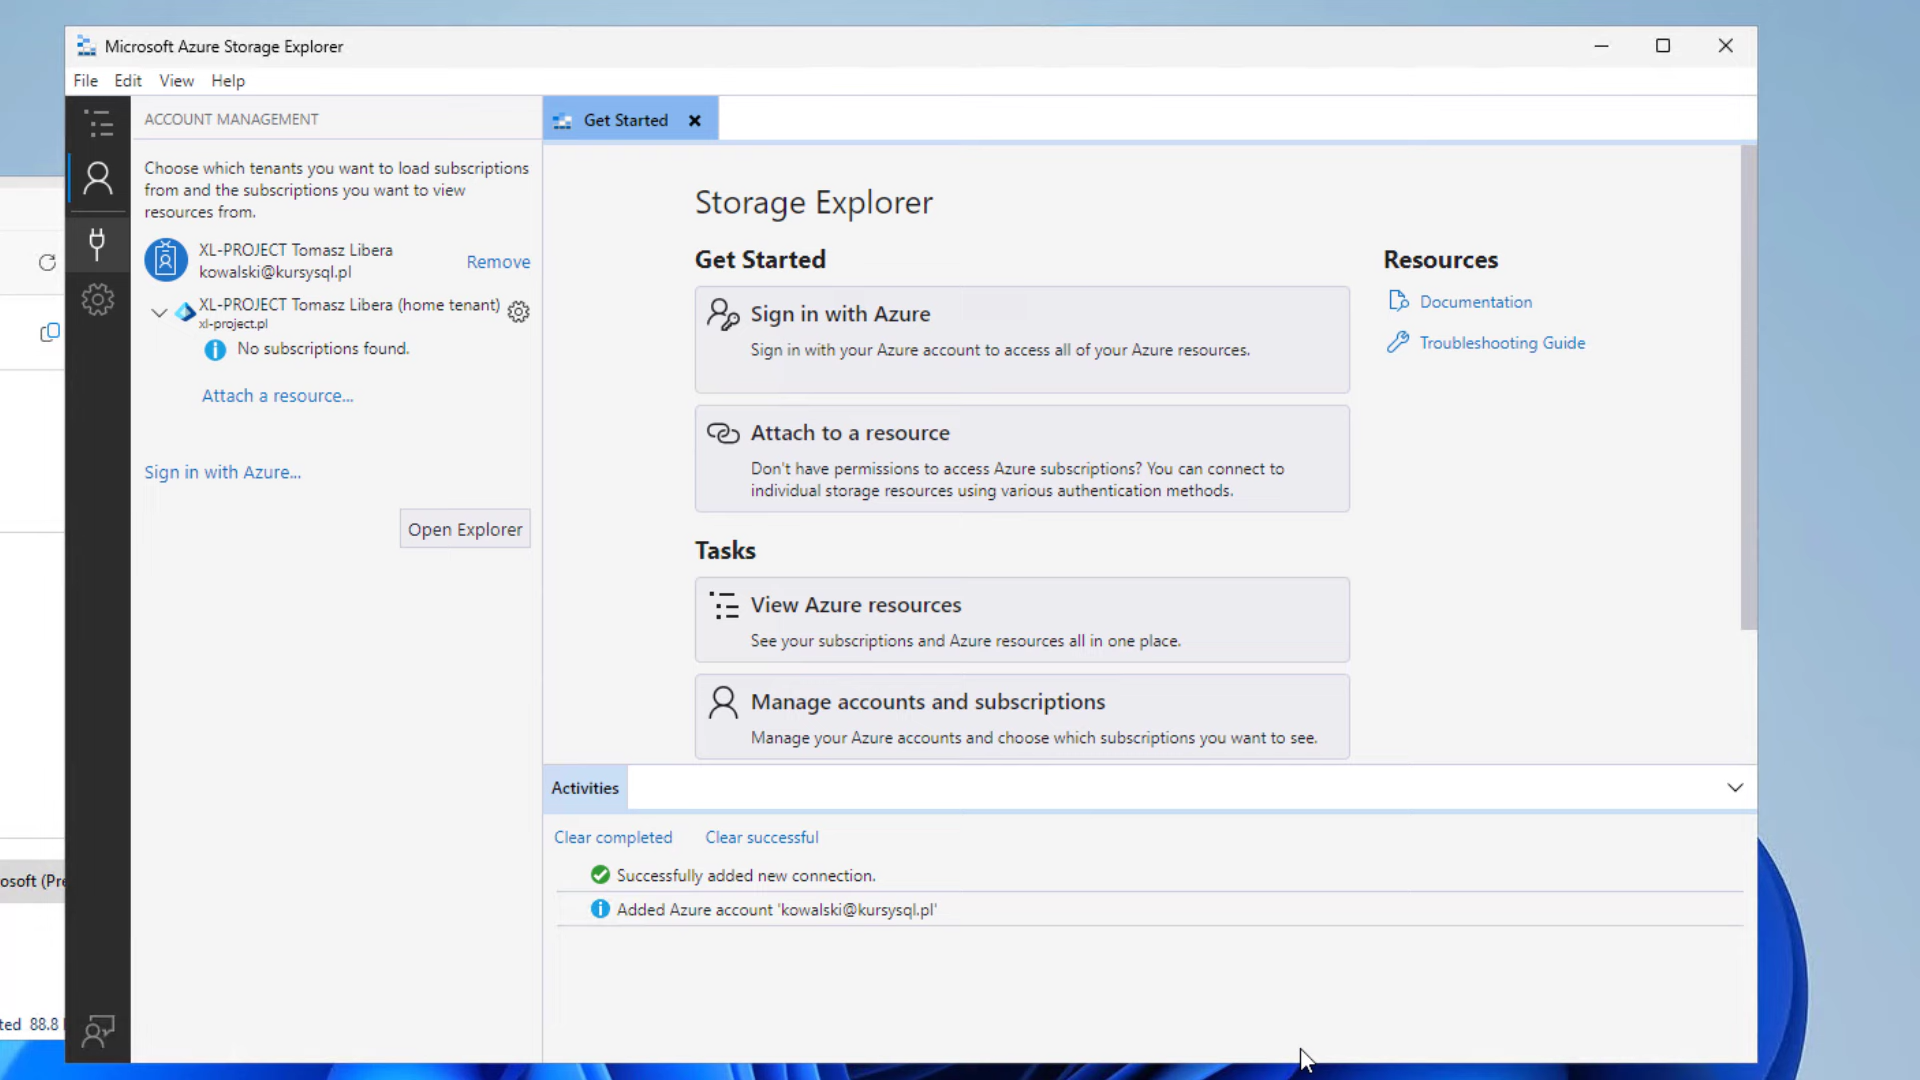 Microsoft Azure Storage Explorer
File Edit View Help
ACCOUNT MANAGEMENT
Choose which tenants you want to load subscriptions
from and the subscriptions you want to view
resources from.
XL-PROJECT Tomasz Libera
kowalski@kursysql.pl
Remove
XL-PROJECT Tomasz Libera (home tenant)
xl-project.pl
No subscriptions found.
Attach a resource...
Sign in with Azure...
Open Explorer
Get Started
Storage Explorer
Get Started
Sign in with Azure
Sign in with your Azure account to access all of your Azure resources.
Attach to a resource
Don't have permissions to access Azure subscriptions? You can connect to
individual storage resources using various authentication methods.
Tasks
View Azure resources
See your subscriptions and Azure resources all in one place.
Manage accounts and subscriptions
Manage your Azure accounts and choose which subscriptions you want to see.
Resources
Documentation
Troubleshooting Guide
Activities
Clear completed Clear successful
Successfully added new connection.
Added Azure account 'kowalski@kursysql.pl'
osoft (Pre
ted 88.8